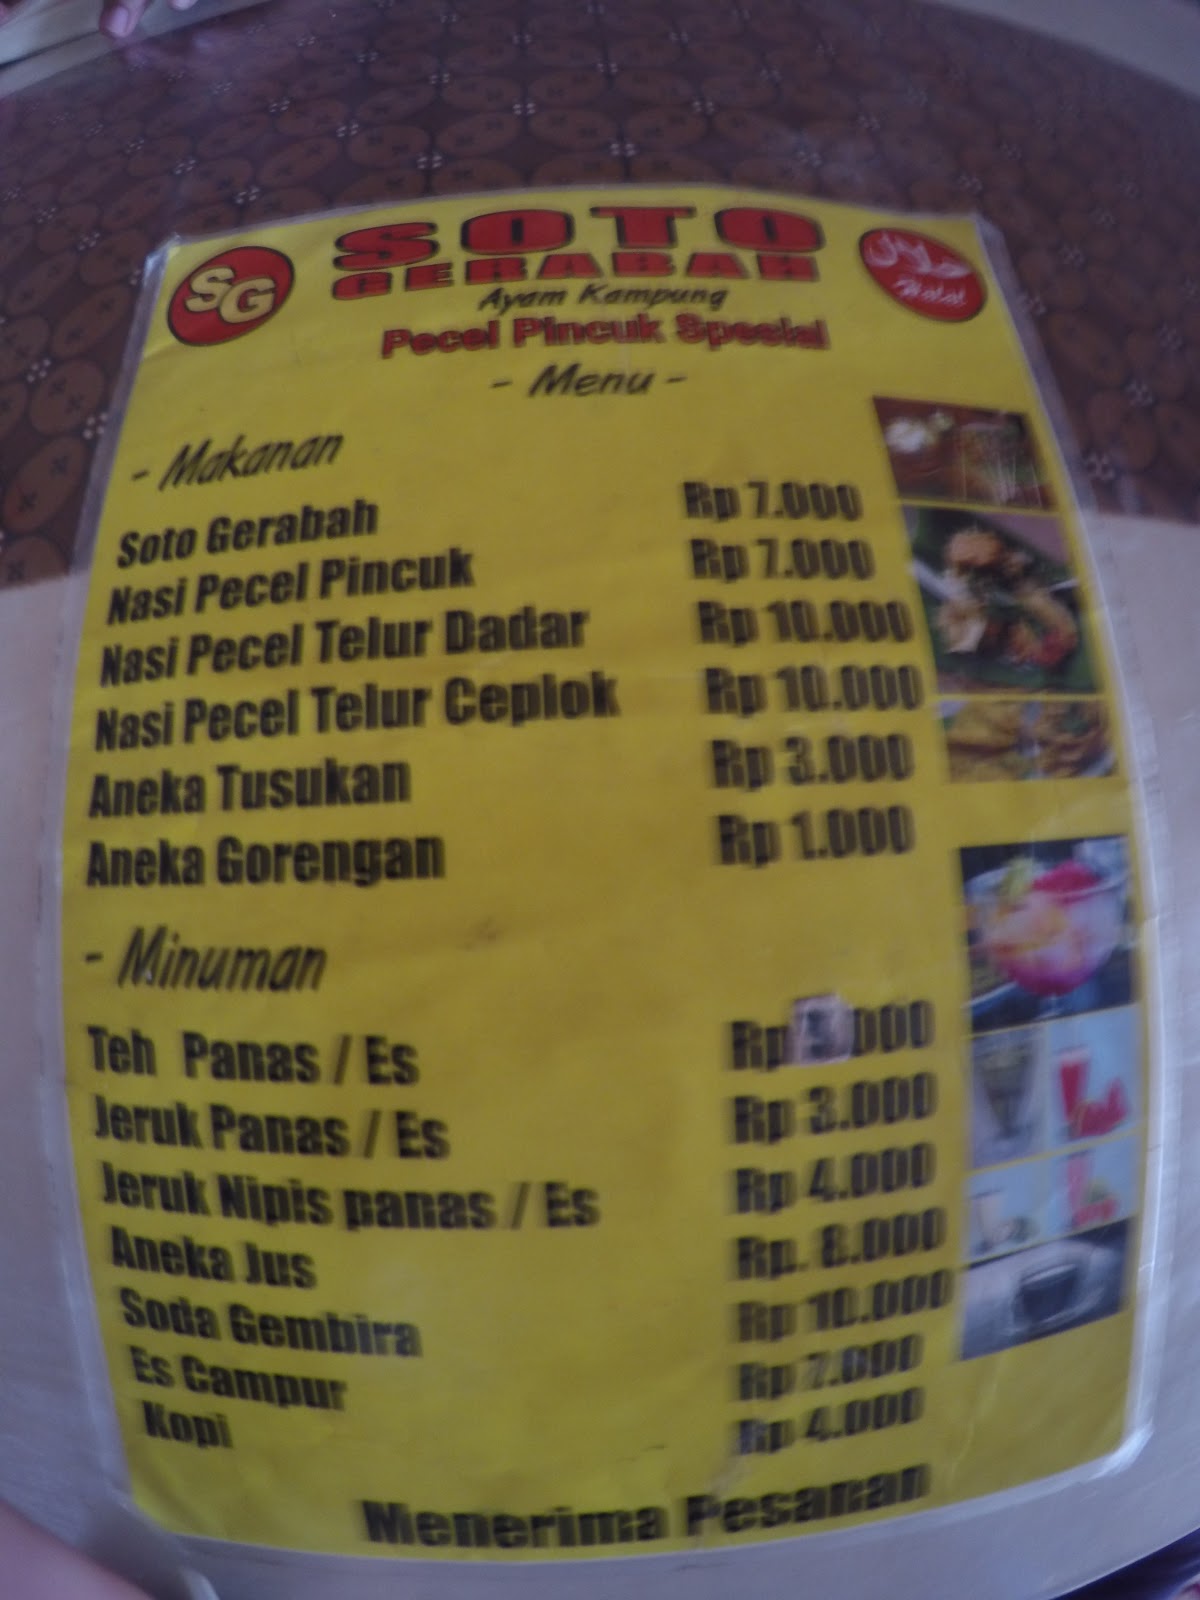 SG
SOTO
GERABAH
حلال
Halal
Ayam Kampung
Pecel Pincuk Spesial
- Menu -
- Makanan
Soto Gerabah Rp 7.000
Nasi Pecel Pincuk Rp 7.000
Nasi Pecel Telur Dadar Rp 10.000
Nasi Pecel Telur Ceplok Rp 10.000
Aneka Tusukan Rp 3.000
Aneka Gorengan Rp 1.000
- Minuman
Teh Panas / Es Rp 000
Jeruk Panas / Es Rp 3.000
Jeruk Nipis panas / Es Rp 4.000
Aneka Jus Rp. 8.000
Soda Gembira Rp 10.000
Es Campur Rp 7.000
Kopi Rp 4.000
Menerima Pesanan